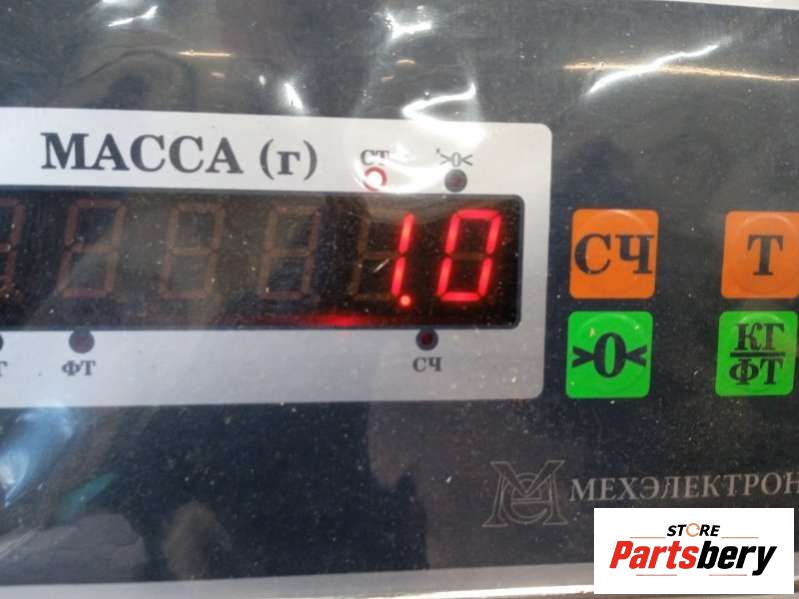 МАССА (г)
СТ >0<
1.0
ФТ СЧ
СЧ Т
>0< КГ/ФТ
МЕХЭЛЕКТРОН
STORE
Partsbery